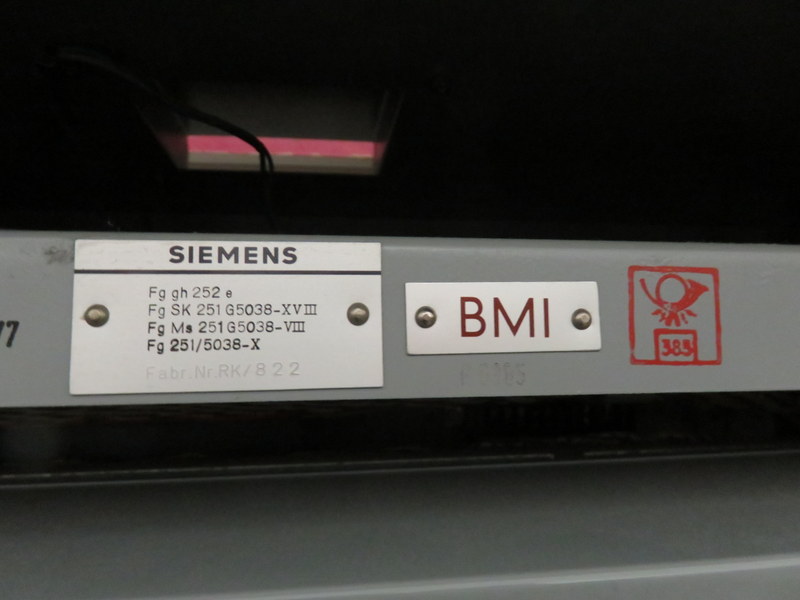 SIEMENS
Fg gh 252 e
Fg SK 251 G5038-XVIII
Fg Ms 251 G5038-VIII
Fg 251/5038-X
Fabr.Nr.RK/822
BMI
385
77